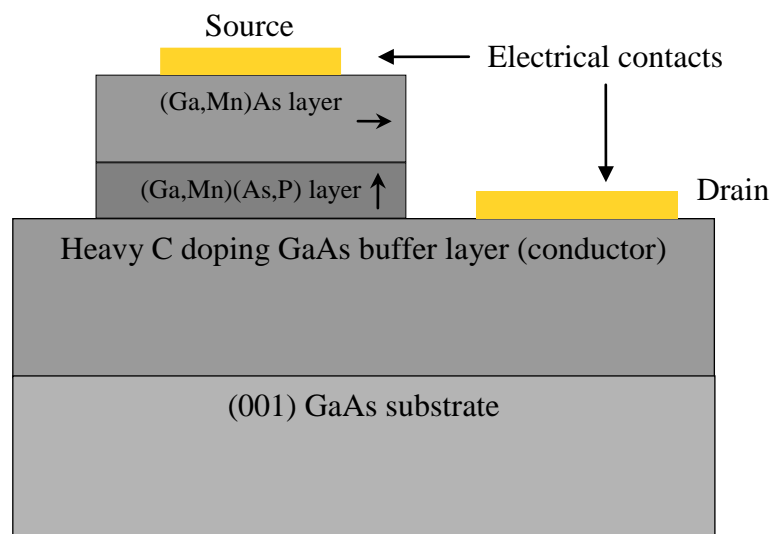 Source
Electrical contacts
(Ga,Mn)As layer
(Ga,Mn)(As,P) layer
Drain
Heavy C doping GaAs buffer layer (conductor)
(001) GaAs substrate